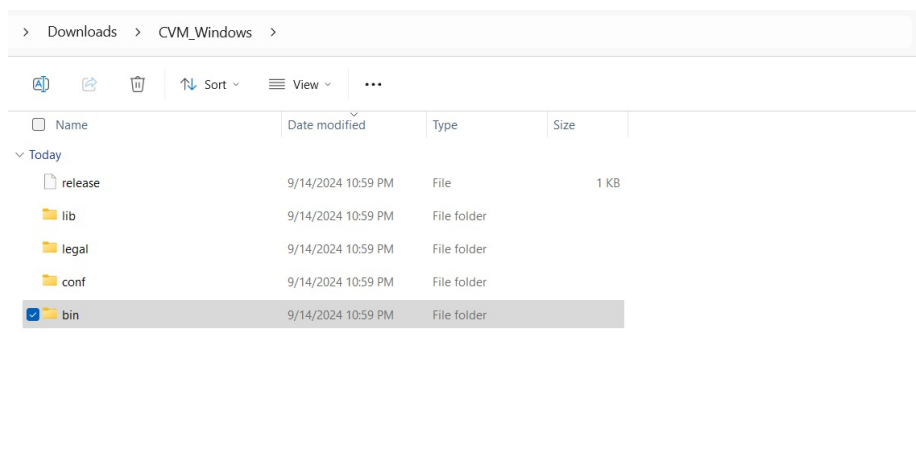 > Downloads > CVM_Windows >
Sort View ...
Name Date modified Type Size
Today
release 9/14/2024 10:59 PM File 1 KB
lib 9/14/2024 10:59 PM File folder
legal 9/14/2024 10:59 PM File folder
conf 9/14/2024 10:59 PM File folder
bin 9/14/2024 10:59 PM File folder